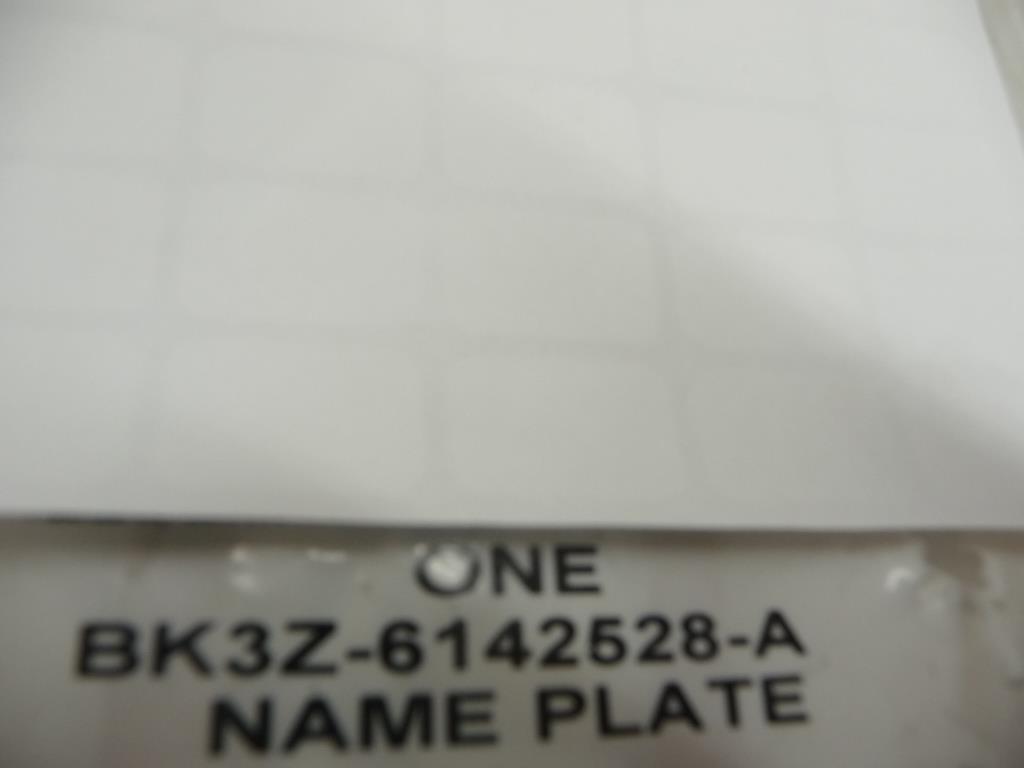 ONE
BK3Z-6142528-A
NAME PLATE